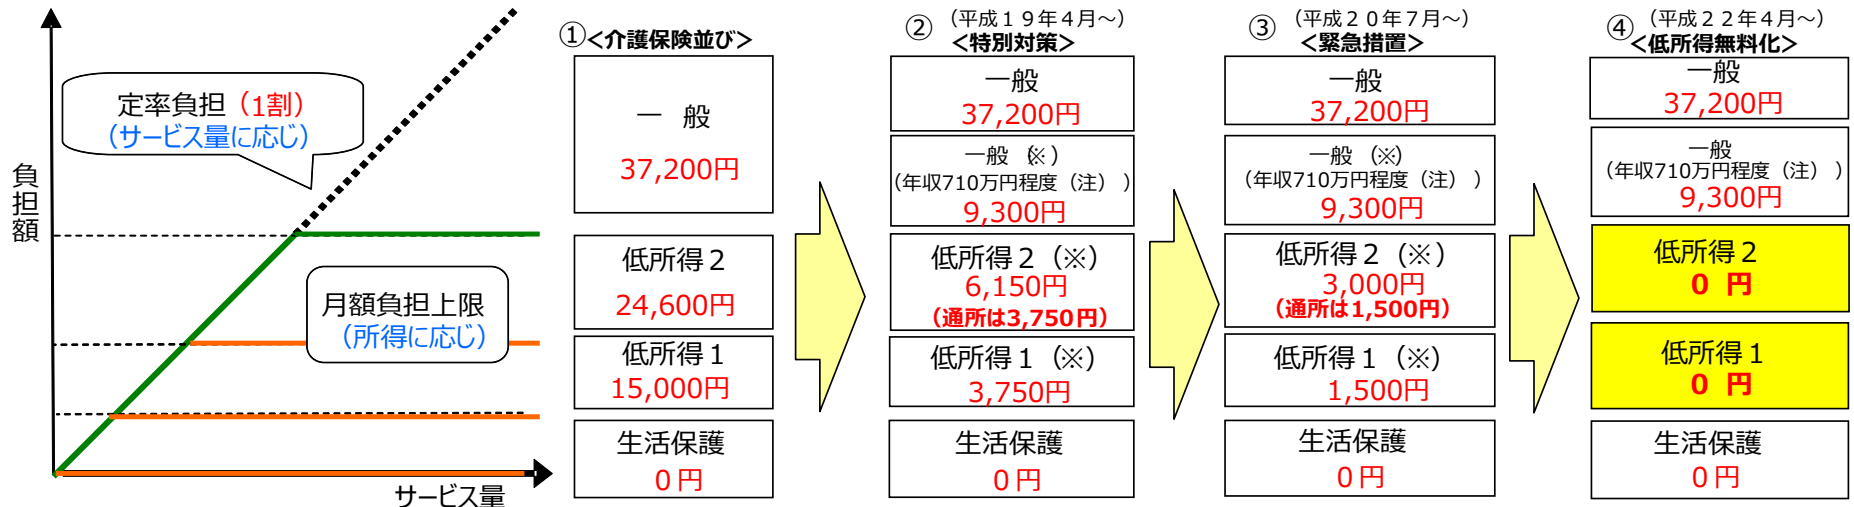 負担額
定率負担（1割）
（サービス量に応じ）
月額負担上限
（所得に応じ）
サービス量
①<介護保険並び>
一　般
37,200円
低所得２
24,600円
低所得１
15,000円
生活保護
０円
②（平成１９年４月～）
<特別対策>
一般
37,200円
一般（※）
（年収710万円程度（注））
9,300円
低所得２（※）
6,150円
（通所は3,750円）
低所得１（※）
3,750円
生活保護
０円
③（平成２０年７月～）
<緊急措置>
一般
37,200円
一般（※）
（年収710万円程度（注））
9,300円
低所得２（※）
3,000円
（通所は1,500円）
低所得１（※）
1,500円
生活保護
０円
④（平成２２年４月～）
<低所得無料化>
一般
37,200円
一般
（年収710万円程度（注））
9,300円
低所得２
０ 円
低所得１
０ 円
生活保護
０円